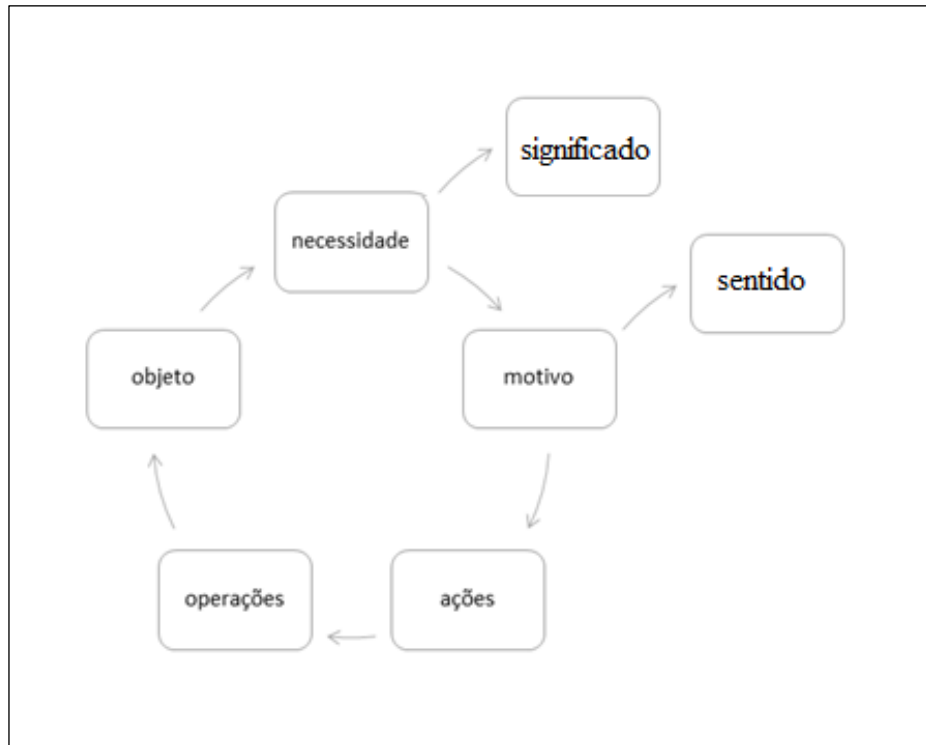 significado
necessidade
sentido
objeto
motivo
operações
ações